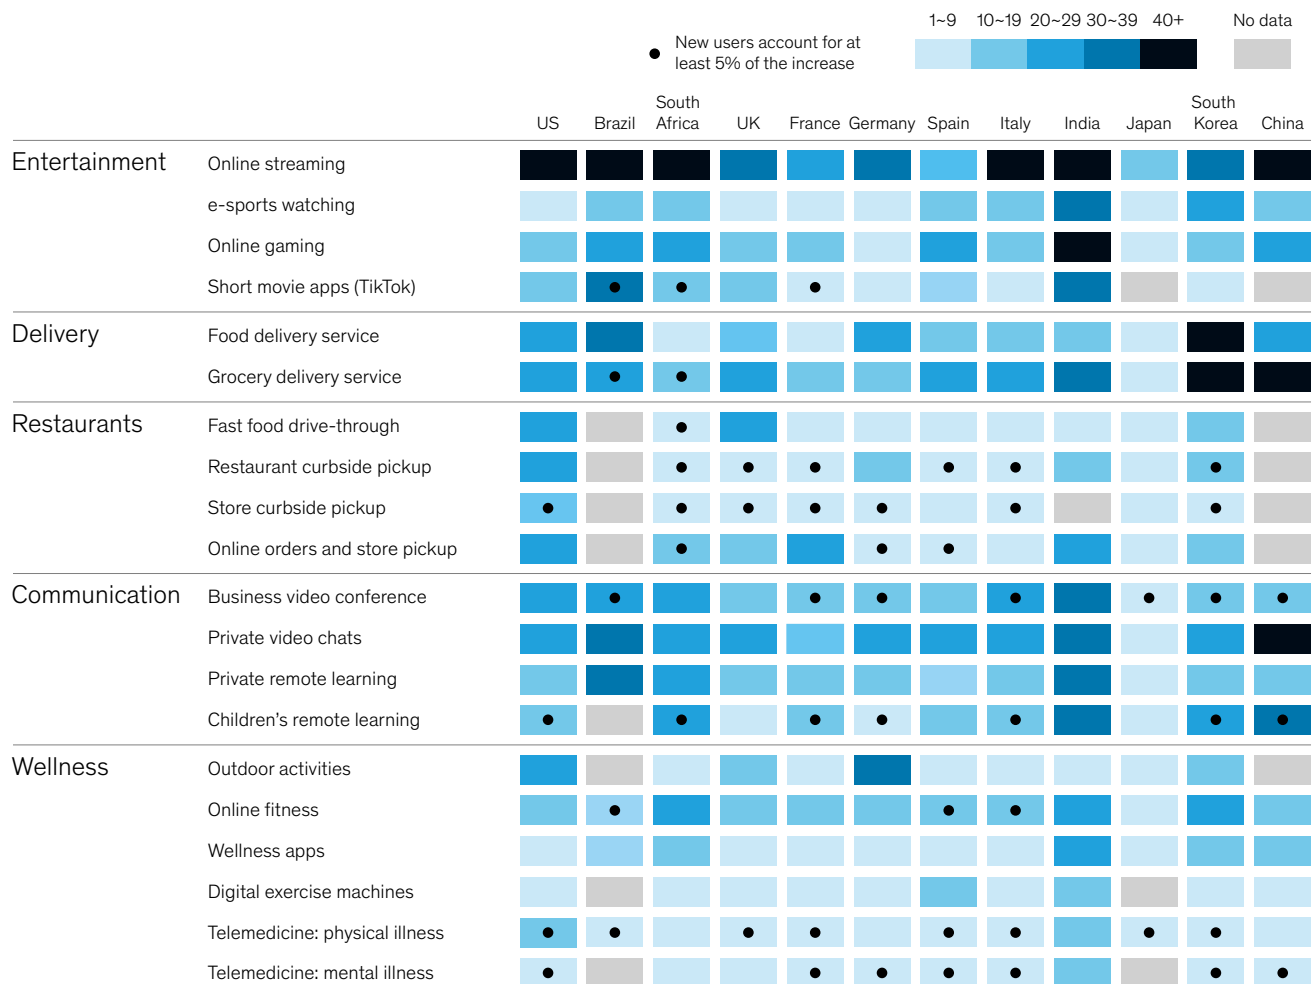 1~9 10~19 20~29 30~39 40+ No data
New users account for at
least 5% of the increase
US Brazil South Africa UK France Germany Spain Italy India Japan South Korea China
Entertainment Online streaming
e-sports watching
Online gaming
Short movie apps (TikTok)
Delivery Food delivery service
Grocery delivery service
Restaurants Fast food drive-through
Restaurant curbside pickup
Store curbside pickup
Online orders and store pickup
Communication Business video conference
Private video chats
Private remote learning
Children’s remote learning
Wellness Outdoor activities
Online fitness
Wellness apps
Digital exercise machines
Telemedicine: physical illness
Telemedicine: mental illness